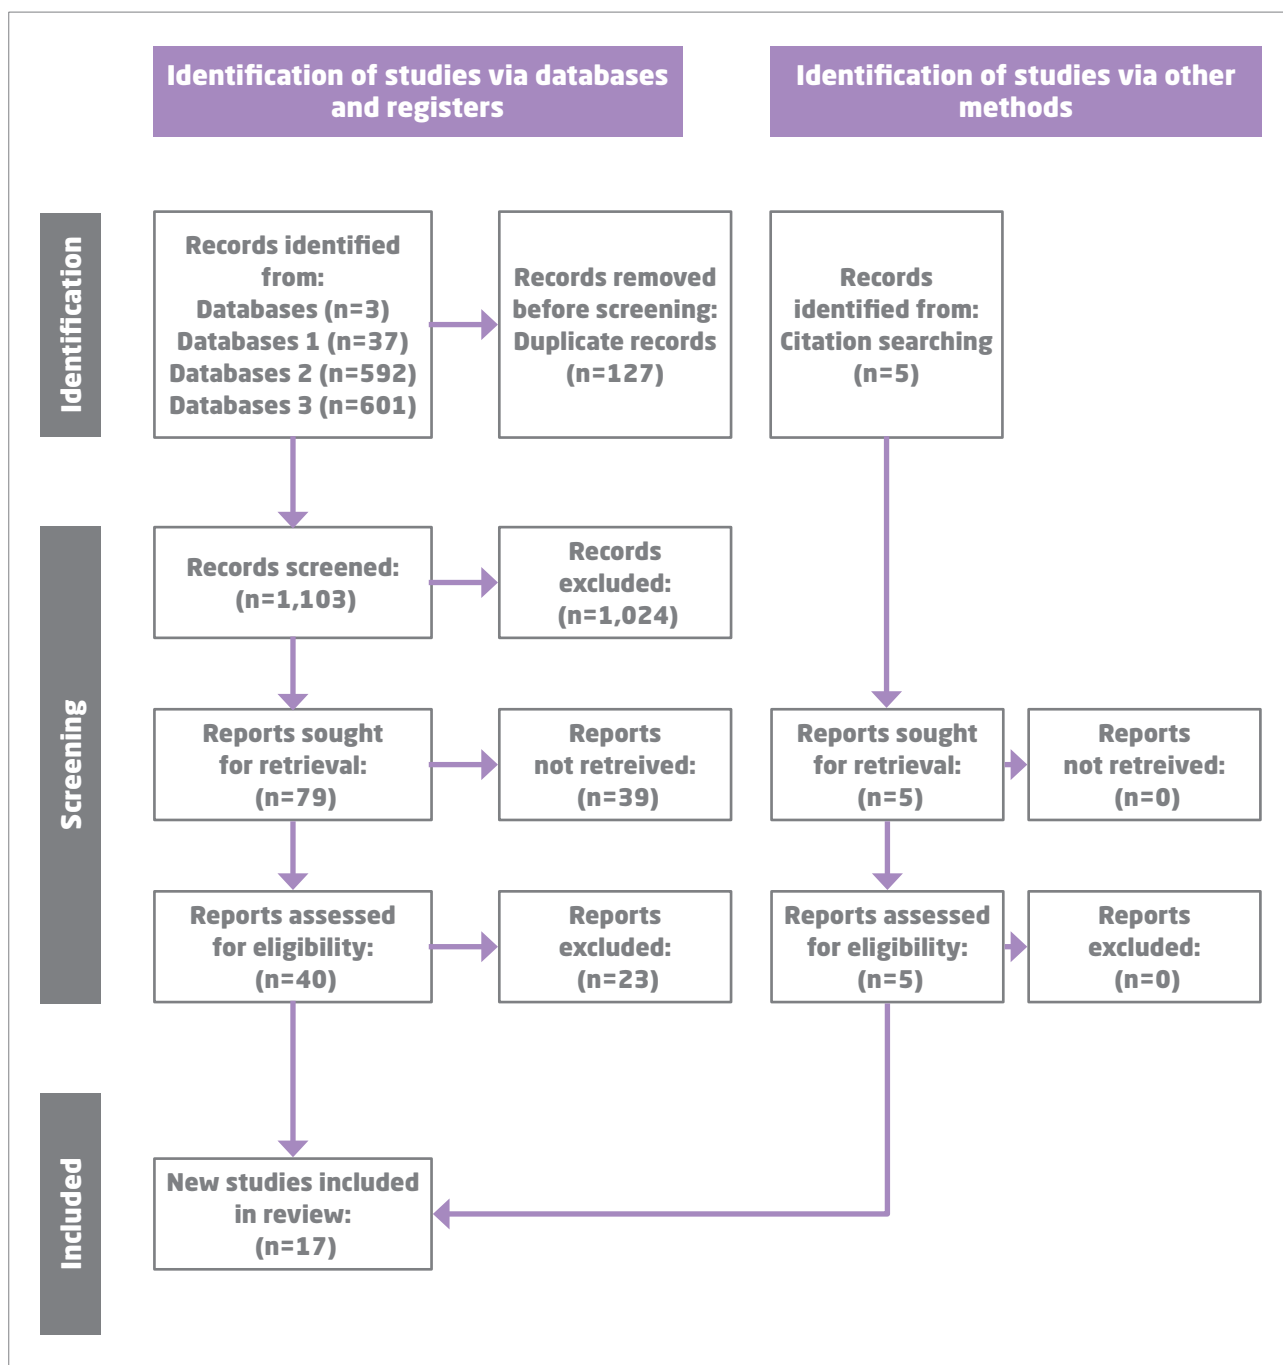 Identification of studies via databases
and registers
Identification of studies via other
methods
Identification
Records identified
from:
Databases (n=3)
Databases 1 (n=37)
Databases 2 (n=592)
Databases 3 (n=601)
Records removed
before screening:
Duplicate records
(n=127)
Records
identified from:
Citation searching
(n=5)
Screening
Records screened:
(n=1,103)
Records
excluded:
(n=1,024)
Reports sought
for retrieval:
(n=79)
Reports
not retreived:
(n=39)
Reports sought
for retrieval:
(n=5)
Reports
not retreived:
(n=0)
Reports assessed
for eligibility:
(n=40)
Reports
excluded:
(n=23)
Reports assessed
for eligibility:
(n=5)
Reports
excluded:
(n=0)
Included
New studies included
in review:
(n=17)